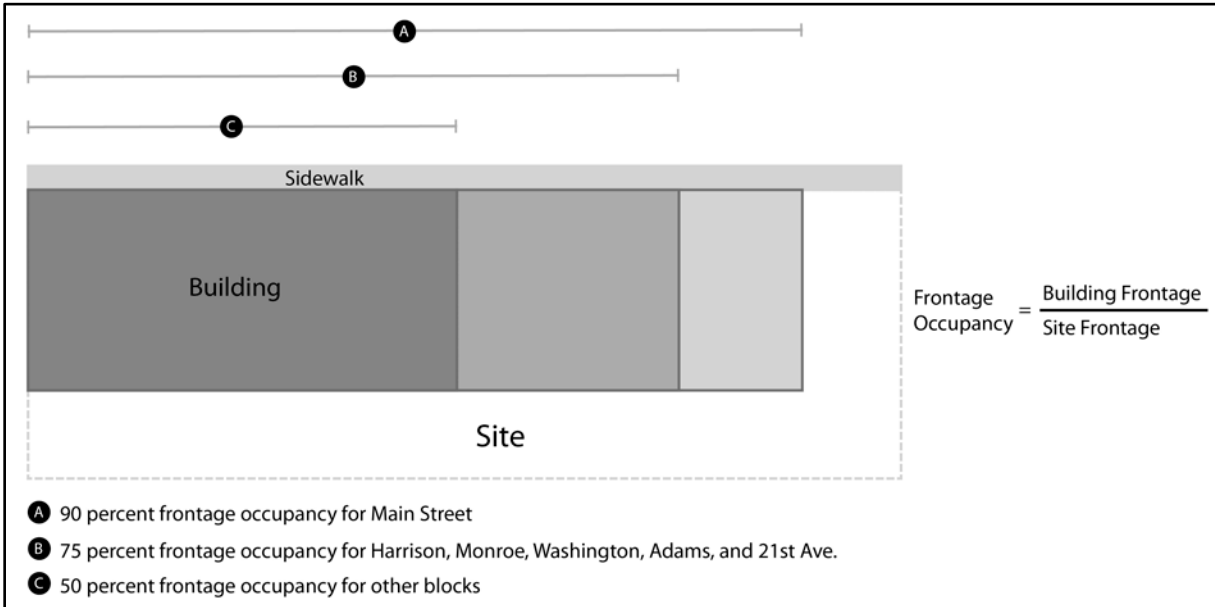 A
B
C
Sidewalk
Building
Site
Frontage
Occupancy
=
Building Frontage
Site Frontage
A 90 percent frontage occupancy for Main Street
B 75 percent frontage occupancy for Harrison, Monroe, Washington, Adams, and 21st Ave.
C 50 percent frontage occupancy for other blocks